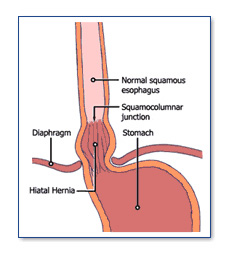 Normal squamous
esophagus
Squamocolumnar
junction
Diaphragm
Stomach
Hiatal Hernia